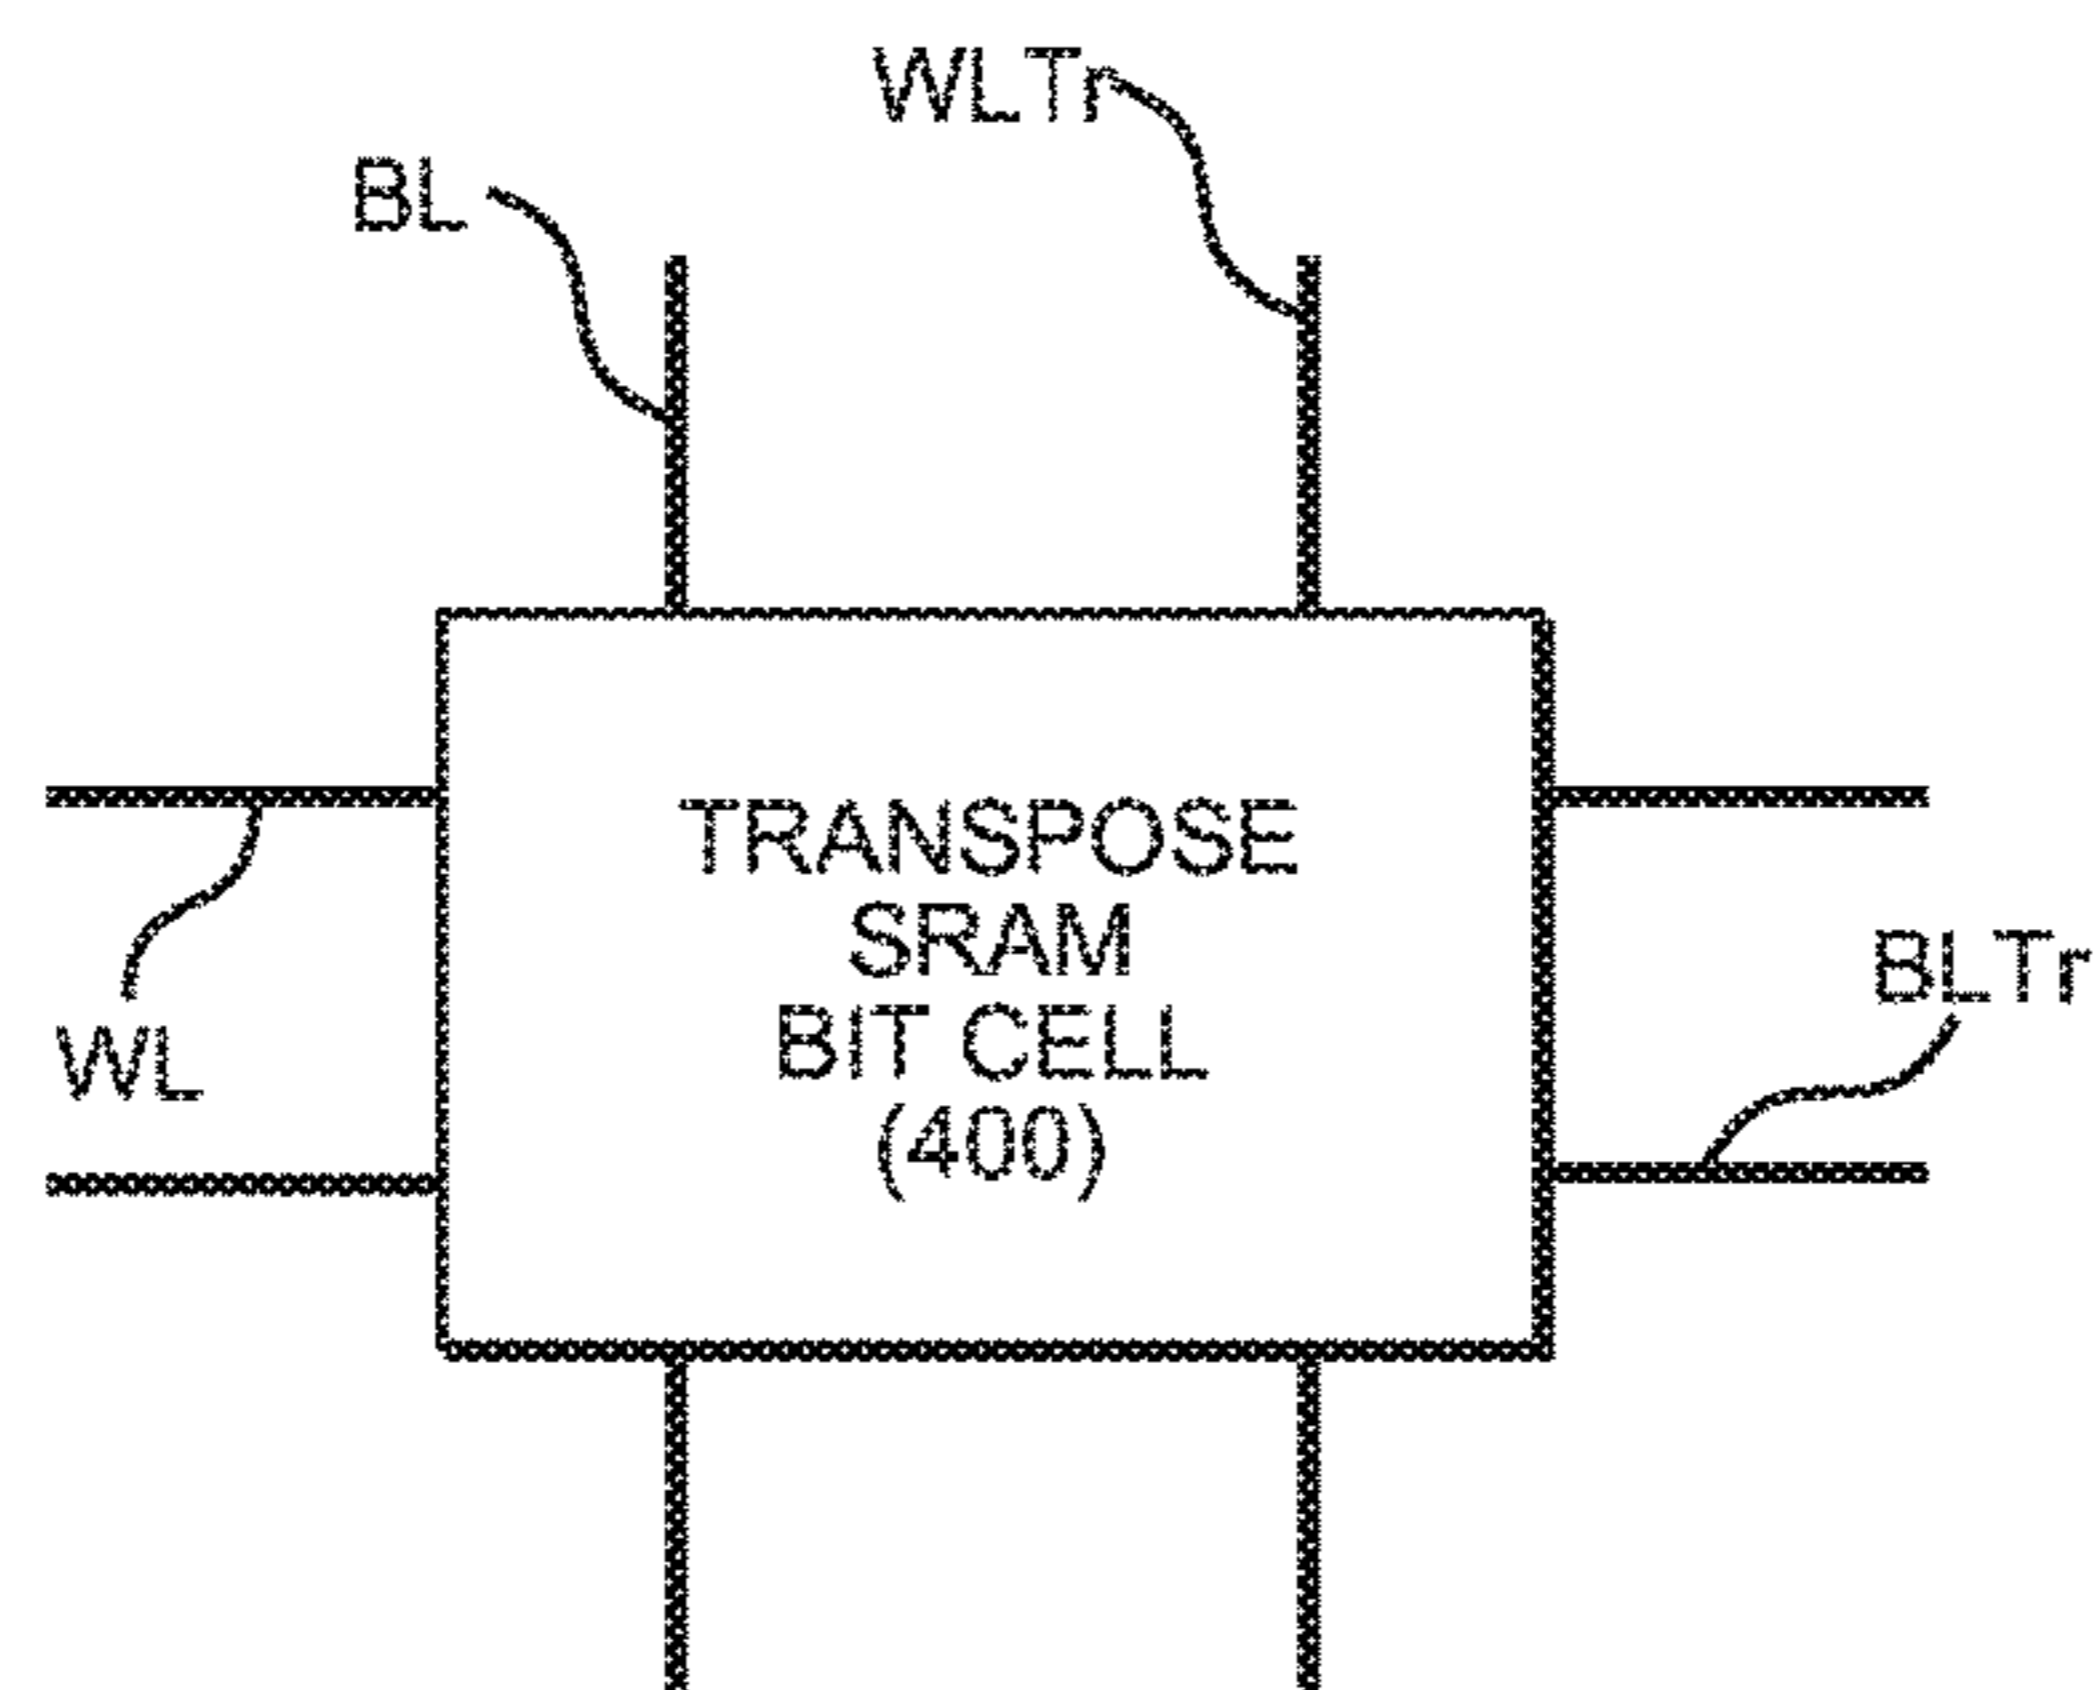 WLTr
BL
TRANSPOSE
SRAM
BIT CELL
(400)
BLTr
WL